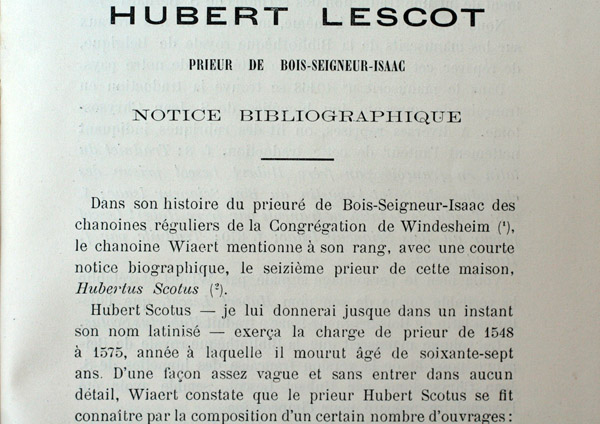 HUBERT LESCOT
PRIEUR DE BOIS-SEIGNEUR-ISAAC
NOTICE BIBLIOGRAPHIQUE
Dans son histoire du prieuré de Bois-Seigneur-Isaac des
chanoines réguliers de la Congrégation de Windesheim (¹),
le chanoine Wiaert mentionne à son rang, avec une courte
notice biographique, le seizième prieur de cette maison,
Hubertus Scotus (²).
Hubert Scotus — je lui donnerai jusque dans un instant
son nom latinisé — exerça la charge de prieur de 1548
à 1575, année à laquelle il mourut âgé de soixante-sept
ans. D'une façon assez vague et sans entrer dans aucun
détail, Wiaert constate que le prieur Hubert Scotus se fit
connaître par la composition d'un certain nombre d'ouvrages :